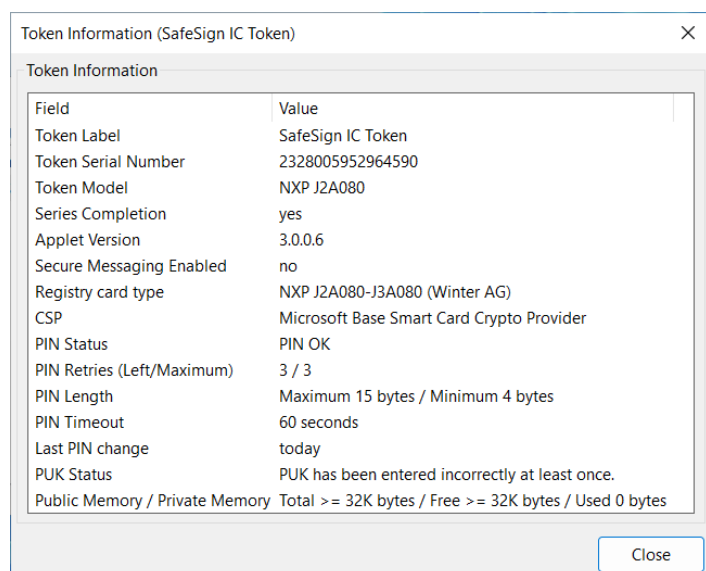 Token Information (SafeSign IC Token)
Token Information
Field Value
Token Label SafeSign IC Token
Token Serial Number 2328005952964590
Token Model NXP J2A080
Series Completion yes
Applet Version 3.0.0.6
Secure Messaging Enabled no
Registry card type NXP J2A080-J3A080 (Winter AG)
CSP Microsoft Base Smart Card Crypto Provider
PIN Status PIN OK
PIN Retries (Left/Maximum) 3 / 3
PIN Length Maximum 15 bytes / Minimum 4 bytes
PIN Timeout 60 seconds
Last PIN change today
PUK Status PUK has been entered incorrectly at least once.
Public Memory / Private Memory Total >= 32K bytes / Free >= 32K bytes / Used 0 bytes
Close